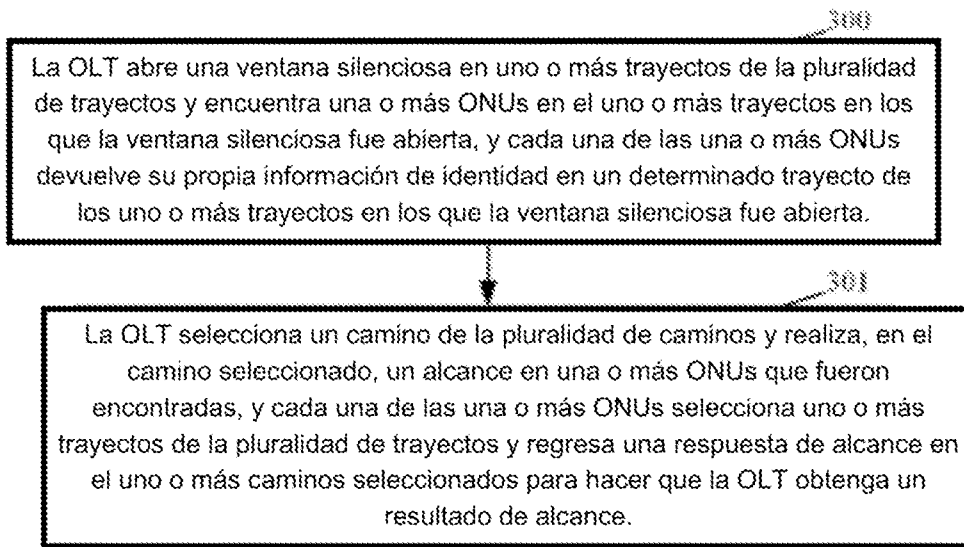 300
La OLT abre una ventana silenciosa en uno o más trayectos de la pluralidad
de trayectos y encuentra una o más ONUs en el uno o más trayectos en los
que la ventana silenciosa fue abierta, y cada una de las una o más ONUs
devuelve su propia información de identidad en un determinado trayecto de
los uno o más trayectos en los que la ventana silenciosa fue abierta.
301
La OLT selecciona un camino de la pluralidad de caminos y realiza, en el
camino seleccionado, un alcance en una o más ONUs que fueron
encontradas, y cada una de las una o más ONUs selecciona uno o más
trayectos de la pluralidad de trayectos y regresa una respuesta de alcance en
el uno o más caminos seleccionados para hacer que la OLT obtenga un
resultado de alcance.